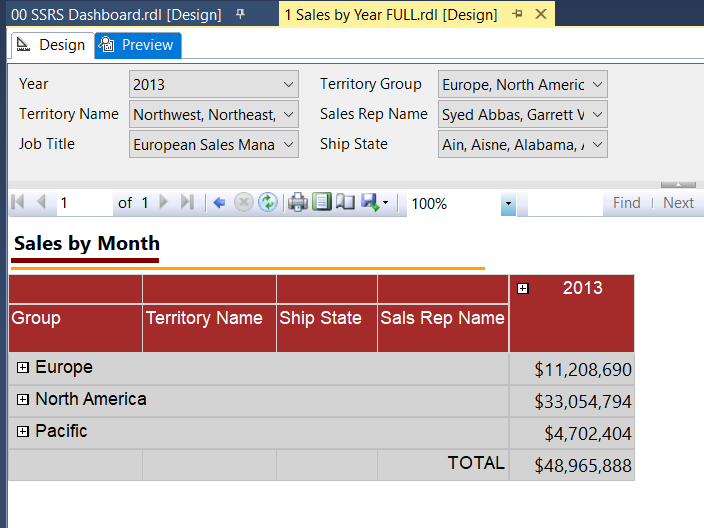 00 SSRS Dashboard.rdl [Design] 1 Sales by Year FULL.rdl [Design]
Design Preview
Year 2013 Territory Group Europe, North Americ
Territory Name Northwest, Northeast, Sales Rep Name Syed Abbas, Garrett V
Job Title European Sales Mana Ship State Ain, Aisne, Alabama, A
1 of 1 100% Find | Next
Sales by Month
2013
Group Territory Name Ship State Sals Rep Name
Europe $11,208,690
North America $33,054,794
Pacific $4,702,404
TOTAL $48,965,888